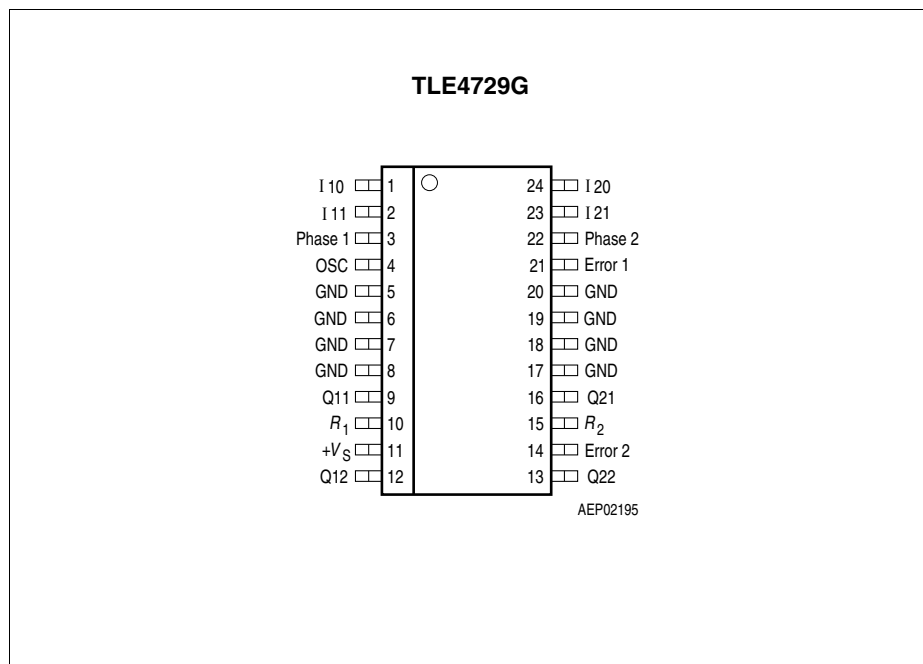 TLE4729G
I 10 1 24 I 20
I 11 2 23 I 21
Phase 1 3 22 Phase 2
OSC 4 21 Error 1
GND 5 20 GND
GND 6 19 GND
GND 7 18 GND
GND 8 17 GND
Q11 9 16 Q21
R1 10 15 R2
+VS 11 14 Error 2
Q12 12 13 Q22
AEP02195